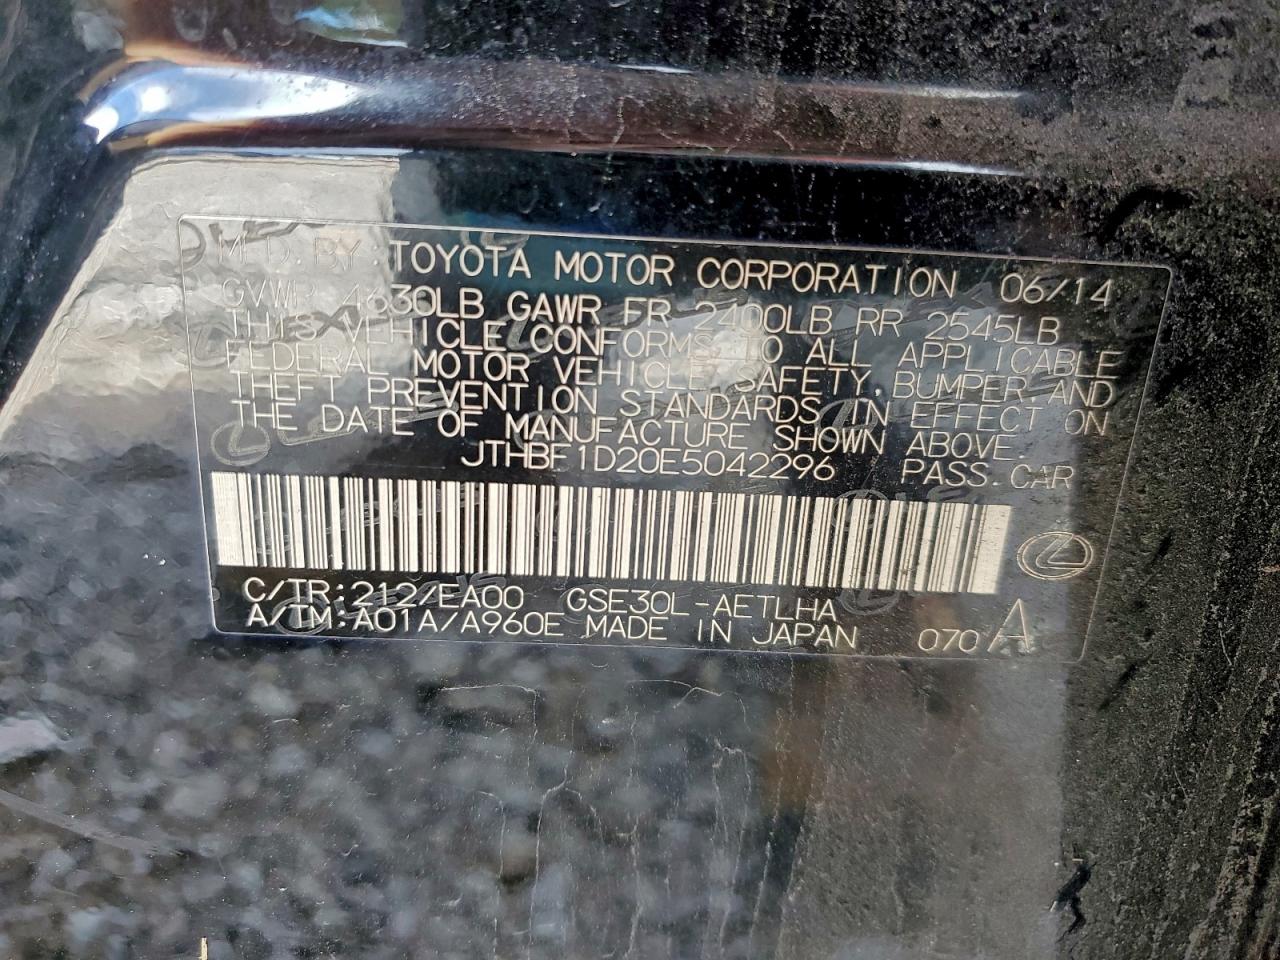 MFD. BY: TOYOTA MOTOR CORPORATION 06/14
GVWR 4630LB GAWR FR 2400LB RR 2545LB
THIS VEHICLE CONFORMS TO ALL APPLICABLE
FEDERAL MOTOR VEHICLE SAFETY, BUMPER AND
THEFT PREVENTION STANDARDS IN EFFECT ON
THE DATE OF MANUFACTURE SHOWN ABOVE.
JTHBF1D20E5042296 PASS. CAR
C/TR:212/EA00 GSE30L-AETLHA
A/TM:A01A/A960E MADE IN JAPAN 070 A